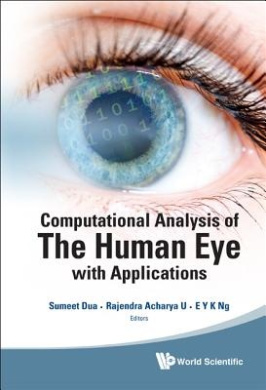 Computational Analysis of
The Human Eye
with Applications
Sumeet Dua • Rajendra Acharya U • E Y K Ng
Editors
World Scientific